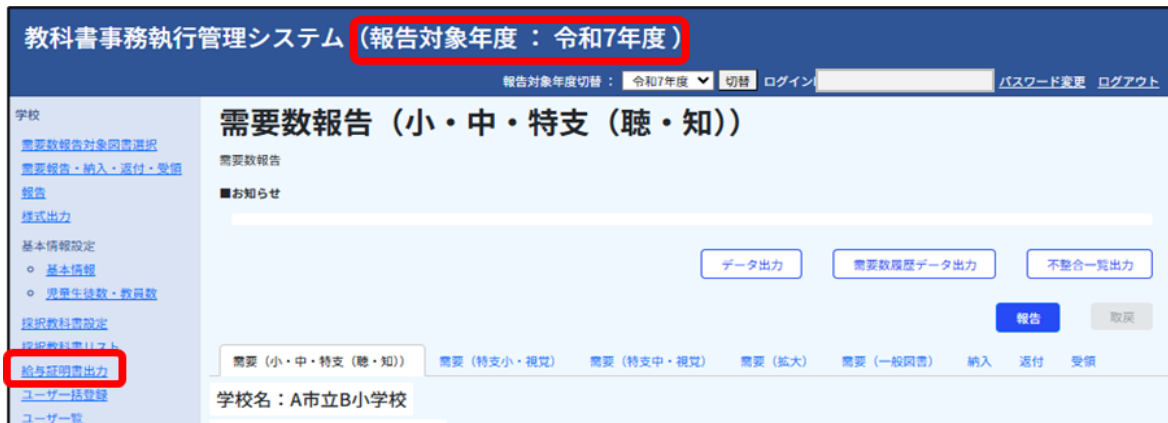 教科書事務執行管理システム（報告対象年度 ： 令和7年度 ）
報告対象年度切替 ： 令和7年度 切替 ログイン パスワード変更 ログアウト
学校
需要数報告対象図書選択
需要報告・納入・返付・受領
報告
様式出力
基本情報設定
基本情報
児童生徒数・教員数
採択教科書設定
採択教科書リスト
給与証明書出力
ユーザー括登録
ユーザー覧
需要数報告（小・中・特支（聴・知））
需要数報告
■お知らせ
データ出力 需要数履歴データ出力 不整合一覧出力
報告 取戻
需要（小・中・特支（聴・知）） 需要（特支小・視覚） 需要（特支中・視覚） 需要（拡大） 需要（一般図書） 納入 返付 受領
学校名：A市立B小学校